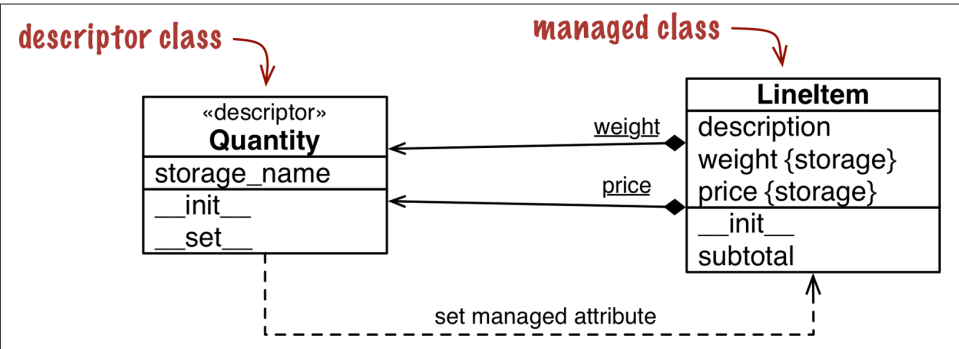 descriptor class
managed class
«descriptor»
Quantity
storage_name
__init__
__set__
weight
price
LineItem
description
weight {storage}
price {storage}
__init__
subtotal
set managed attribute